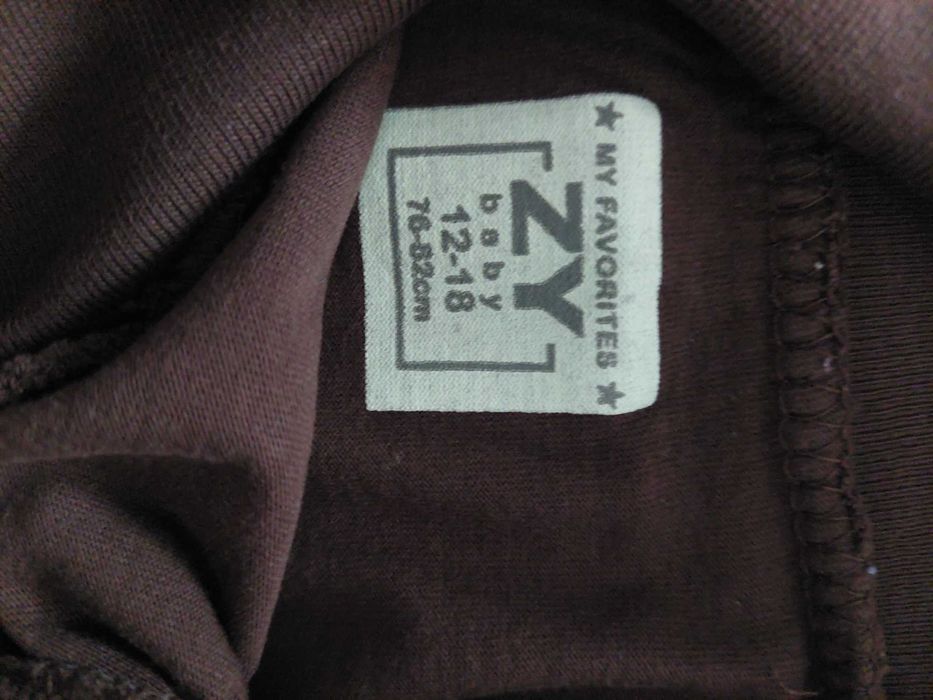 ★ MY FAVORITES ★
ZY
baby
12-18
76-82cm